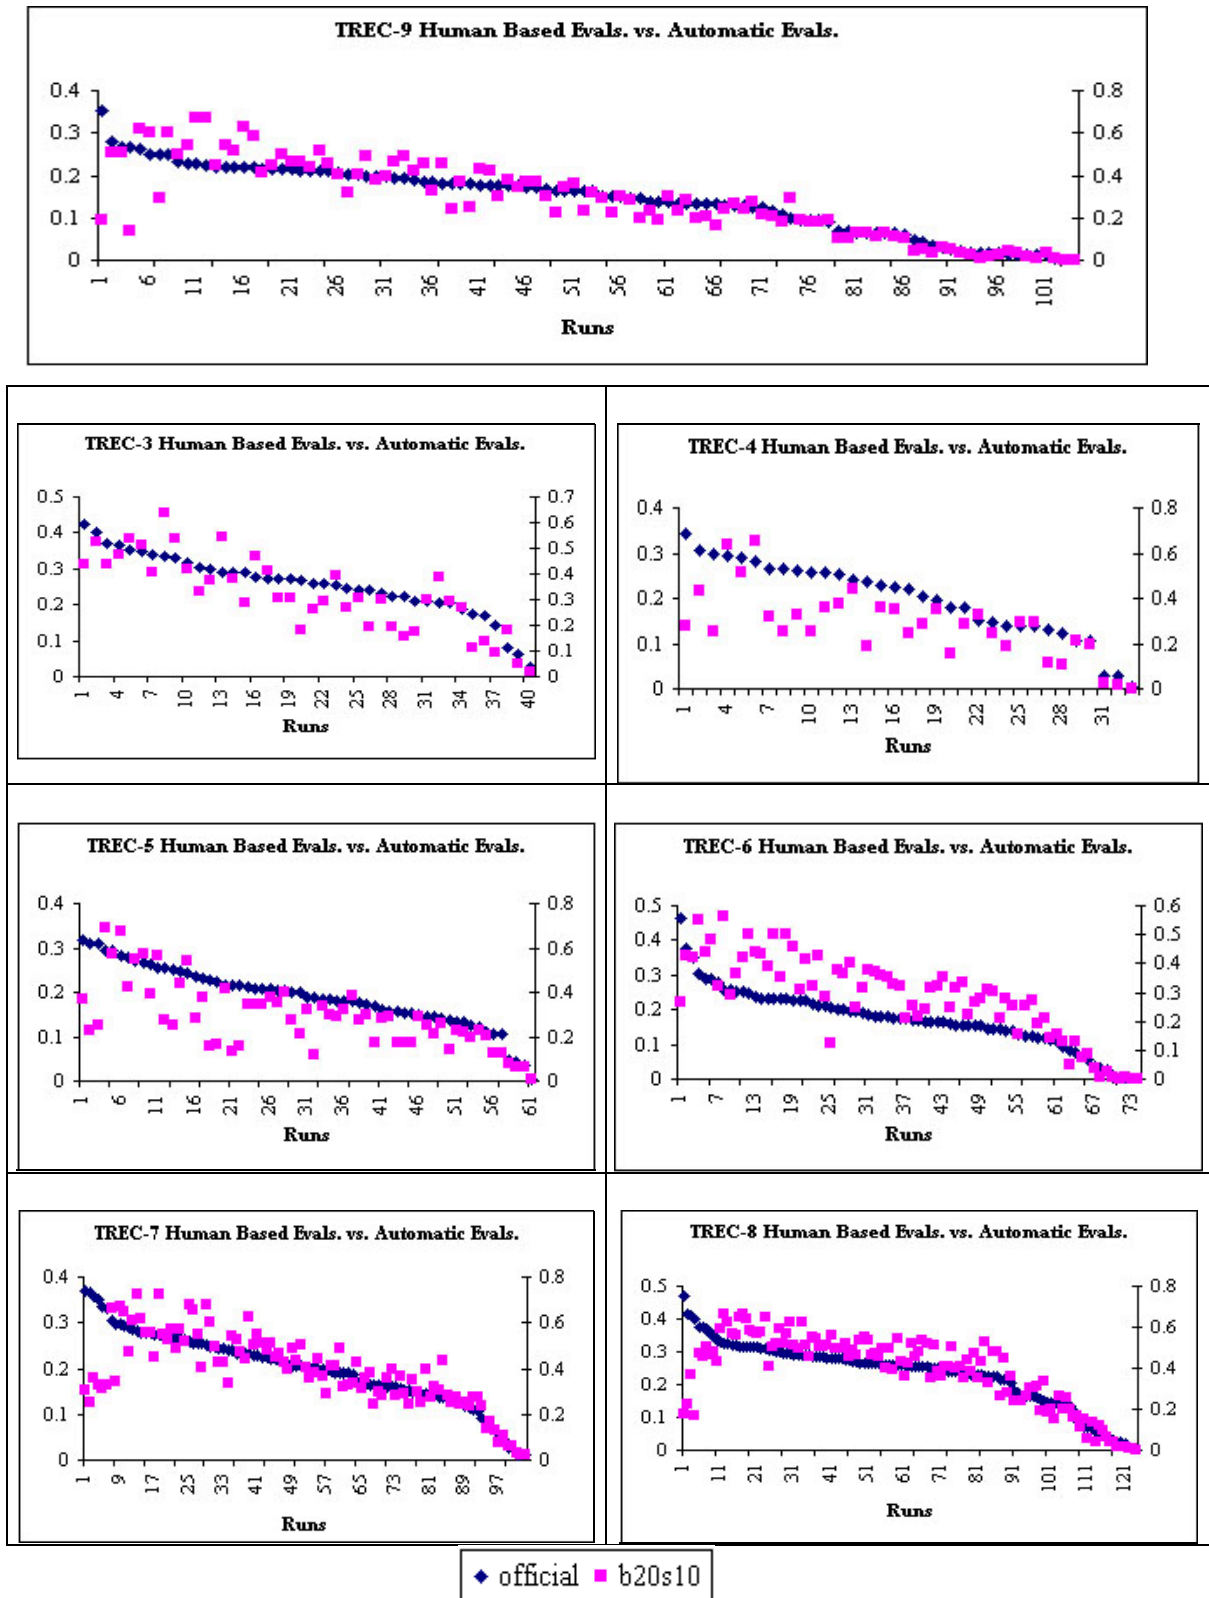 TREC-9 Human Based Evals. vs. Automatic Evals.
0.4 0.8
0.3 0.6
0.2 0.4
0.1 0.2
0 0
1 6 11 16 21 26 31 36 41 46 51 56 61 66 71 76 81 86 91 96 101
Runs
TREC-3 Human Based Evals. vs. Automatic Evals.
0.5 0.7
0.6
0.4 0.5
0.3 0.4
0.2 0.3
0.2
0.1 0.1
0 0
1 4 7 10 13 16 19 22 25 28 31 34 37 40
Runs
TREC-4 Human Based Evals. vs. Automatic Evals.
0.4 0.8
0.3 0.6
0.2 0.4
0.1 0.2
0 0
1 4 7 10 13 16 19 22 25 28 31
Runs
TREC-5 Human Based Evals. vs. Automatic Evals.
0.4 0.8
0.3 0.6
0.2 0.4
0.1 0.2
0 0
1 6 11 16 21 26 31 36 41 46 51 56 61
Runs
TREC-6 Human Based Evals. vs. Automatic Evals.
0.5 0.6
0.4 0.5
0.4
0.3 0.3
0.2 0.2
0.1 0.1
0 0
1 7 13 19 25 31 37 43 49 55 61 67 73
Runs
TREC-7 Human Based Evals. vs. Automatic Evals.
0.4 0.8
0.3 0.6
0.2 0.4
0.1 0.2
0 0
1 9 17 25 33 41 49 57 65 73 81 89 97
Runs
TREC-8 Human Based Evals. vs. Automatic Evals.
0.5 0.8
0.4 0.6
0.3 0.4
0.2
0.1 0.2
0 0
1 11 21 31 41 51 61 71 81 91 101 111 121
Runs
official b20s10